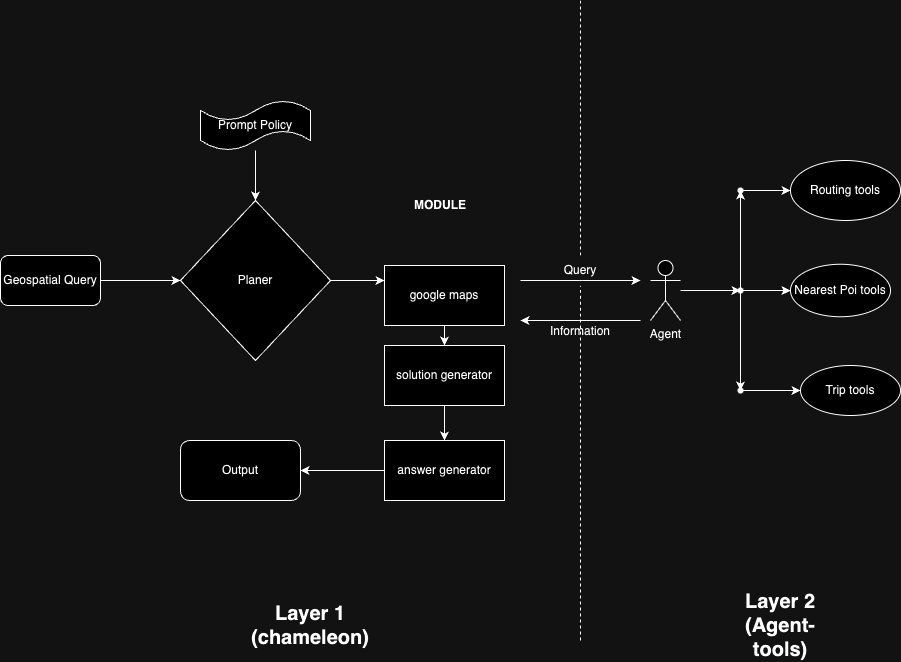 Prompt Policy
MODULE
Geospatial Query
Planer
google maps
solution generator
answer generator
Output
Query
Information
Agent
Routing tools
Nearest Poi tools
Trip tools
Layer 1
(chameleon)
Layer 2
(Agent-
tools)